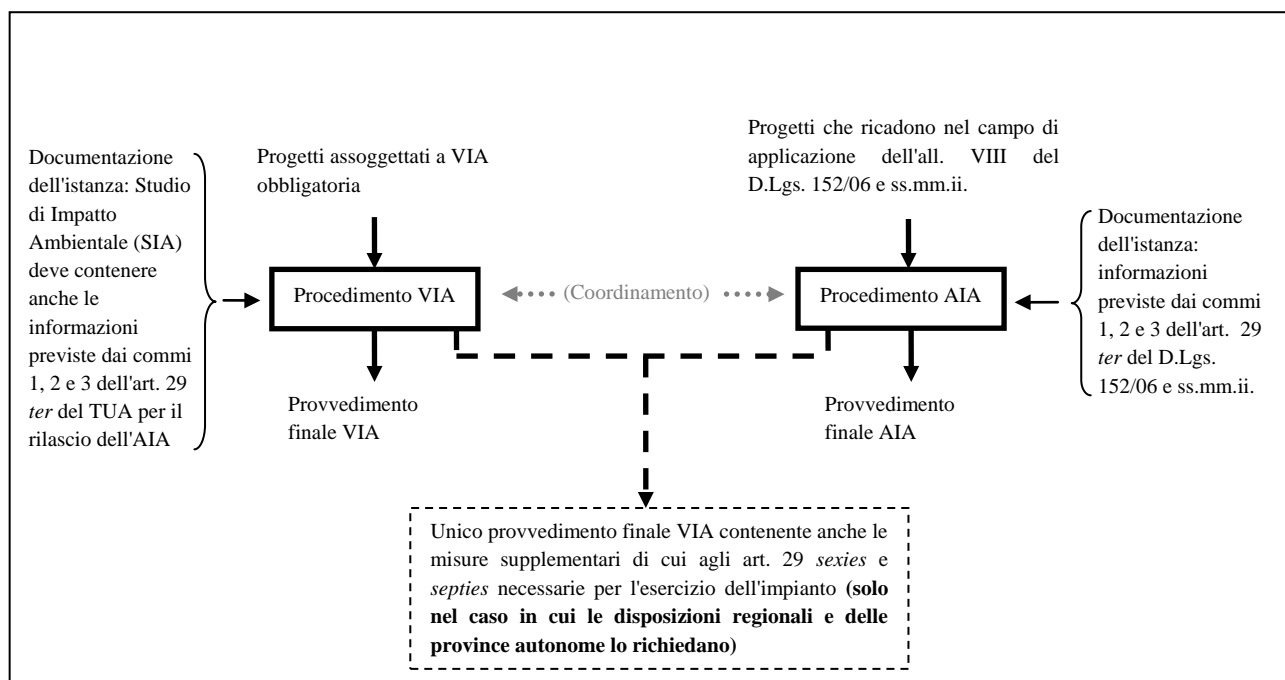 Documentazione
dell'istanza: Studio
di Impatto
Ambientale (SIA)
deve contenere
anche le
informazioni
previste dai commi
1, 2 e 3 dell'art. 29
ter del TUA per il
rilascio dell'AIA
Progetti assoggettati a VIA
obbligatoria
Progetti che ricadono nel campo di
applicazione dell'all. VIII del
D.Lgs. 152/06 e ss.mm.ii.
Documentazione
dell'istanza:
informazioni
previste dai commi
1, 2 e 3 dell'art. 29
ter del D.Lgs.
152/06 e ss.mm.ii.
Procedimento VIA
(Coordinamento)
Procedimento AIA
Provvedimento
finale VIA
Provvedimento
finale AIA
Unico provvedimento finale VIA contenente anche le
misure supplementari di cui agli art. 29 sexies e
septies necessarie per l'esercizio dell'impianto (solo
nel caso in cui le disposizioni regionali e delle
province autonome lo richiedano)